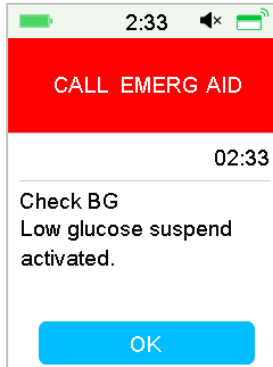 2:33
CALL EMERG AID
02:33
Check BG
Low glucose suspend
activated.
OK